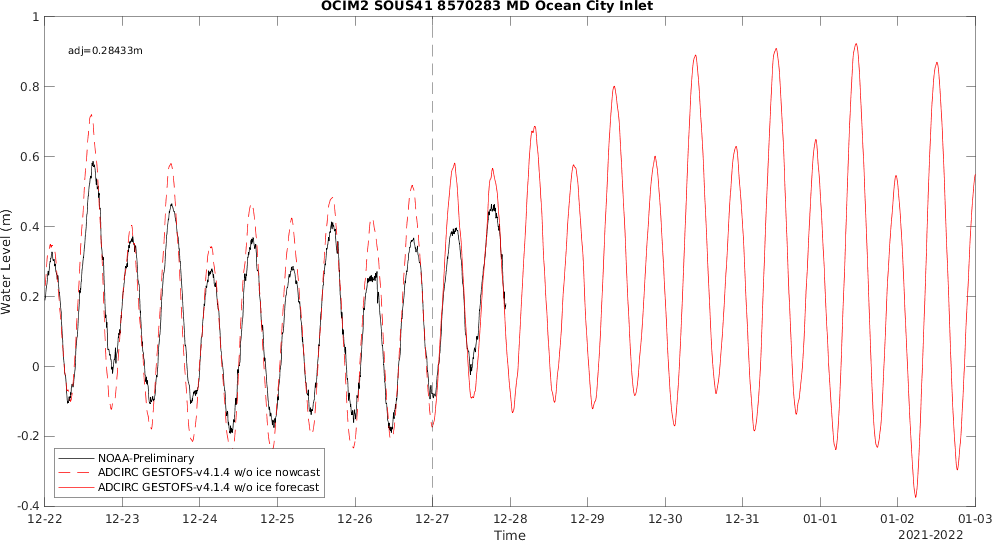 OCIM2 SOUS41 8570283 MD Ocean City Inlet
adj=0.28433m
1
0.8
0.6
0.4
0.2
0
-0.2
-0.4
Water Level (m)
NOAA-Preliminary
ADCIRC GESTOFS-v4.1.4 w/o ice nowcast
ADCIRC GESTOFS-v4.1.4 w/o ice forecast
12-22 12-23 12-24 12-25 12-26 12-27 12-28 12-29 12-30 12-31 01-01 01-02 01-03
Time
2021-2022